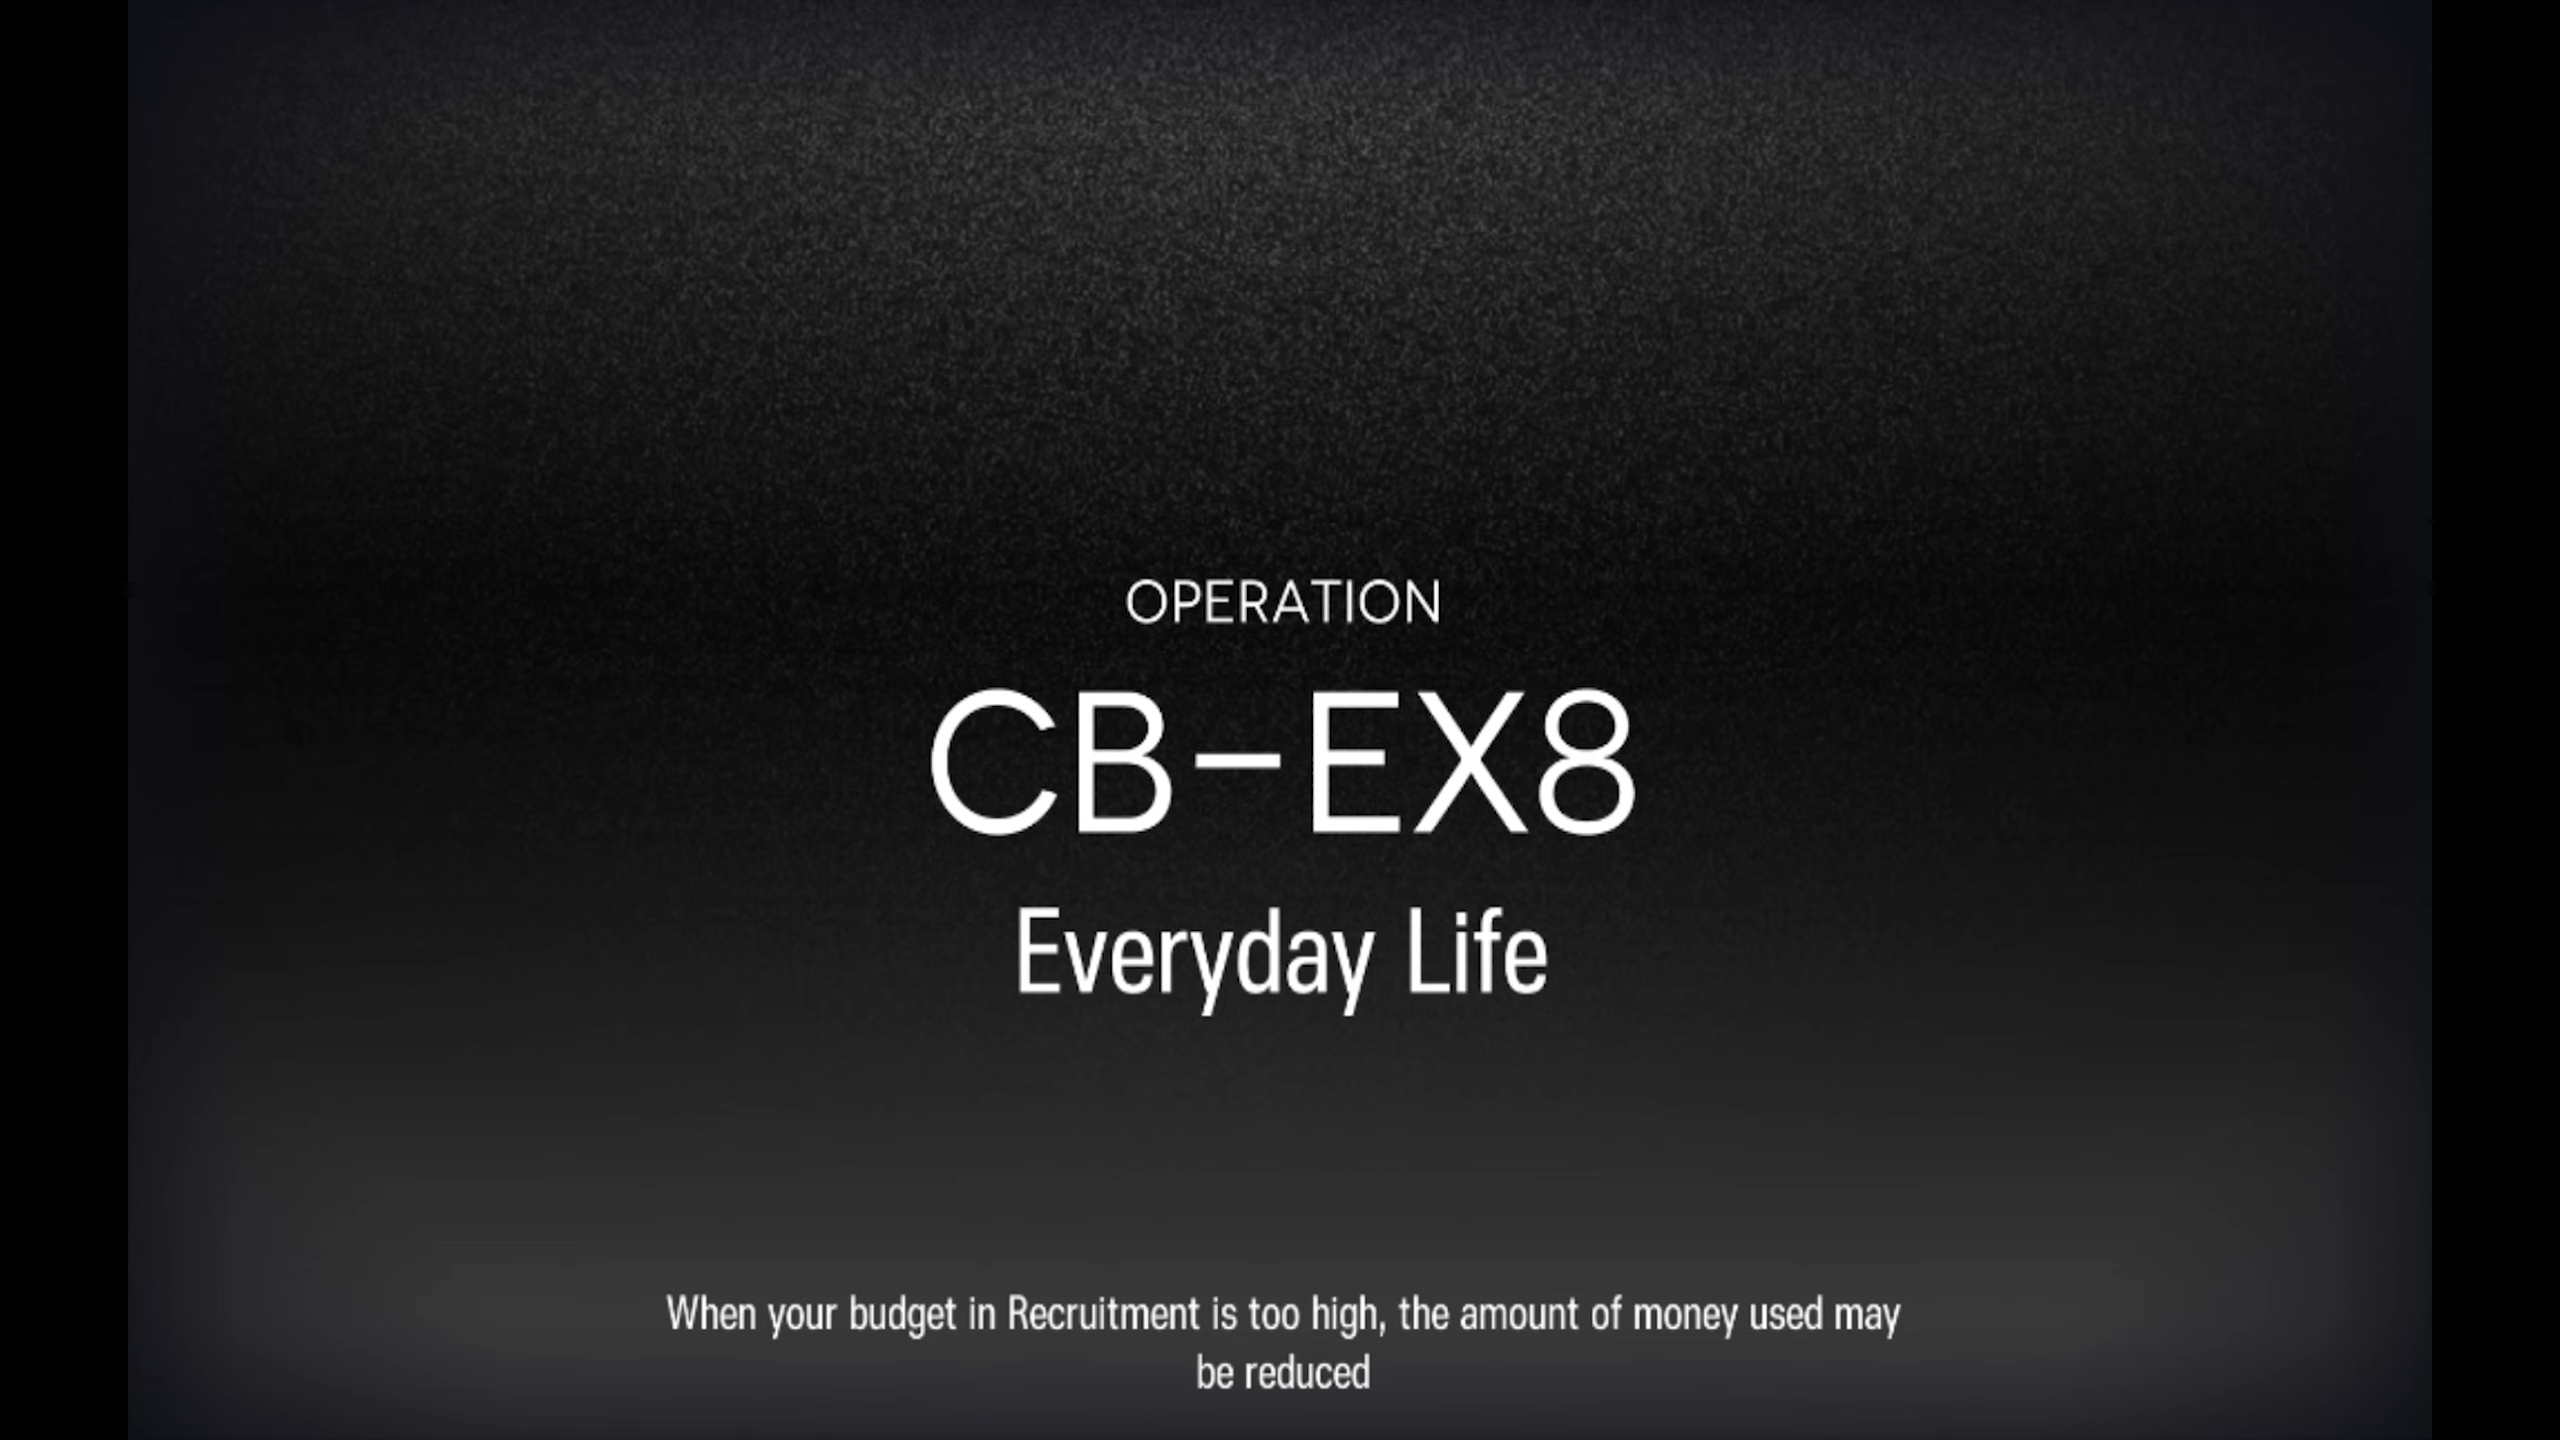 OPERATION
CB-EX8
Everyday Life
When your budget in Recruitment is too high, the amount of money used may
be reduced